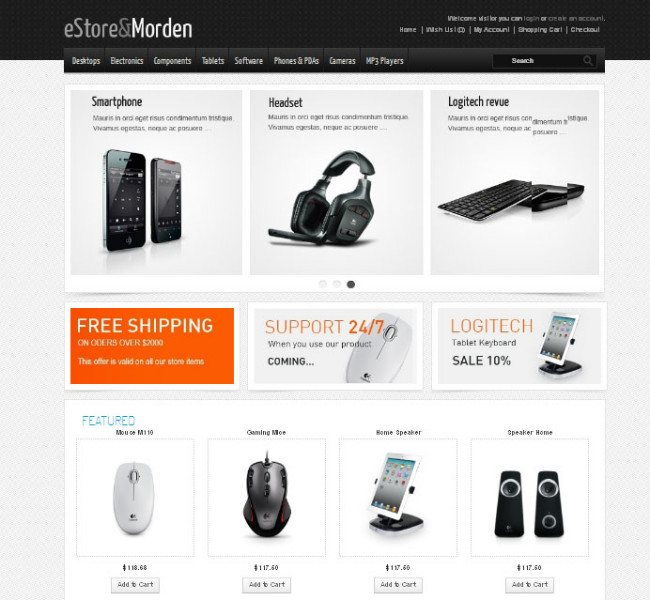 eStore&Morden
Welcome visitor you can login or create an account.
Home | Wish List (0) | My Account | Shopping Cart | Checkout
Desktops Electronics Components Tablets Software Phones & PDAs Cameras MP3 Players
Search
Smartphone
Mauris in orci eget risus condimentum tristique.
Vivamus egestas, neque ac posuere ...
Headset
Mauris in orci eget risus condimentum tristique.
Vivamus egestas, neque ac posuere ...
Logitech revue
Mauris in orci eget risus condimentum tristique.
Vivamus egestas, neque ac posuere ...
FREE SHIPPING
ON ODERS OVER $2000
This offer is valid on all our store items
SUPPORT 24/7
When you use our product
COMING...
LOGITECH
Tablet Keyboard
SALE 10%
FEATURED
Mouse M110
Gaming Mice
Home Speaker
Speaker Home
$117.50
$117.50
$117.50
Add to Cart
Add to Cart
Add to Cart
Add to Cart